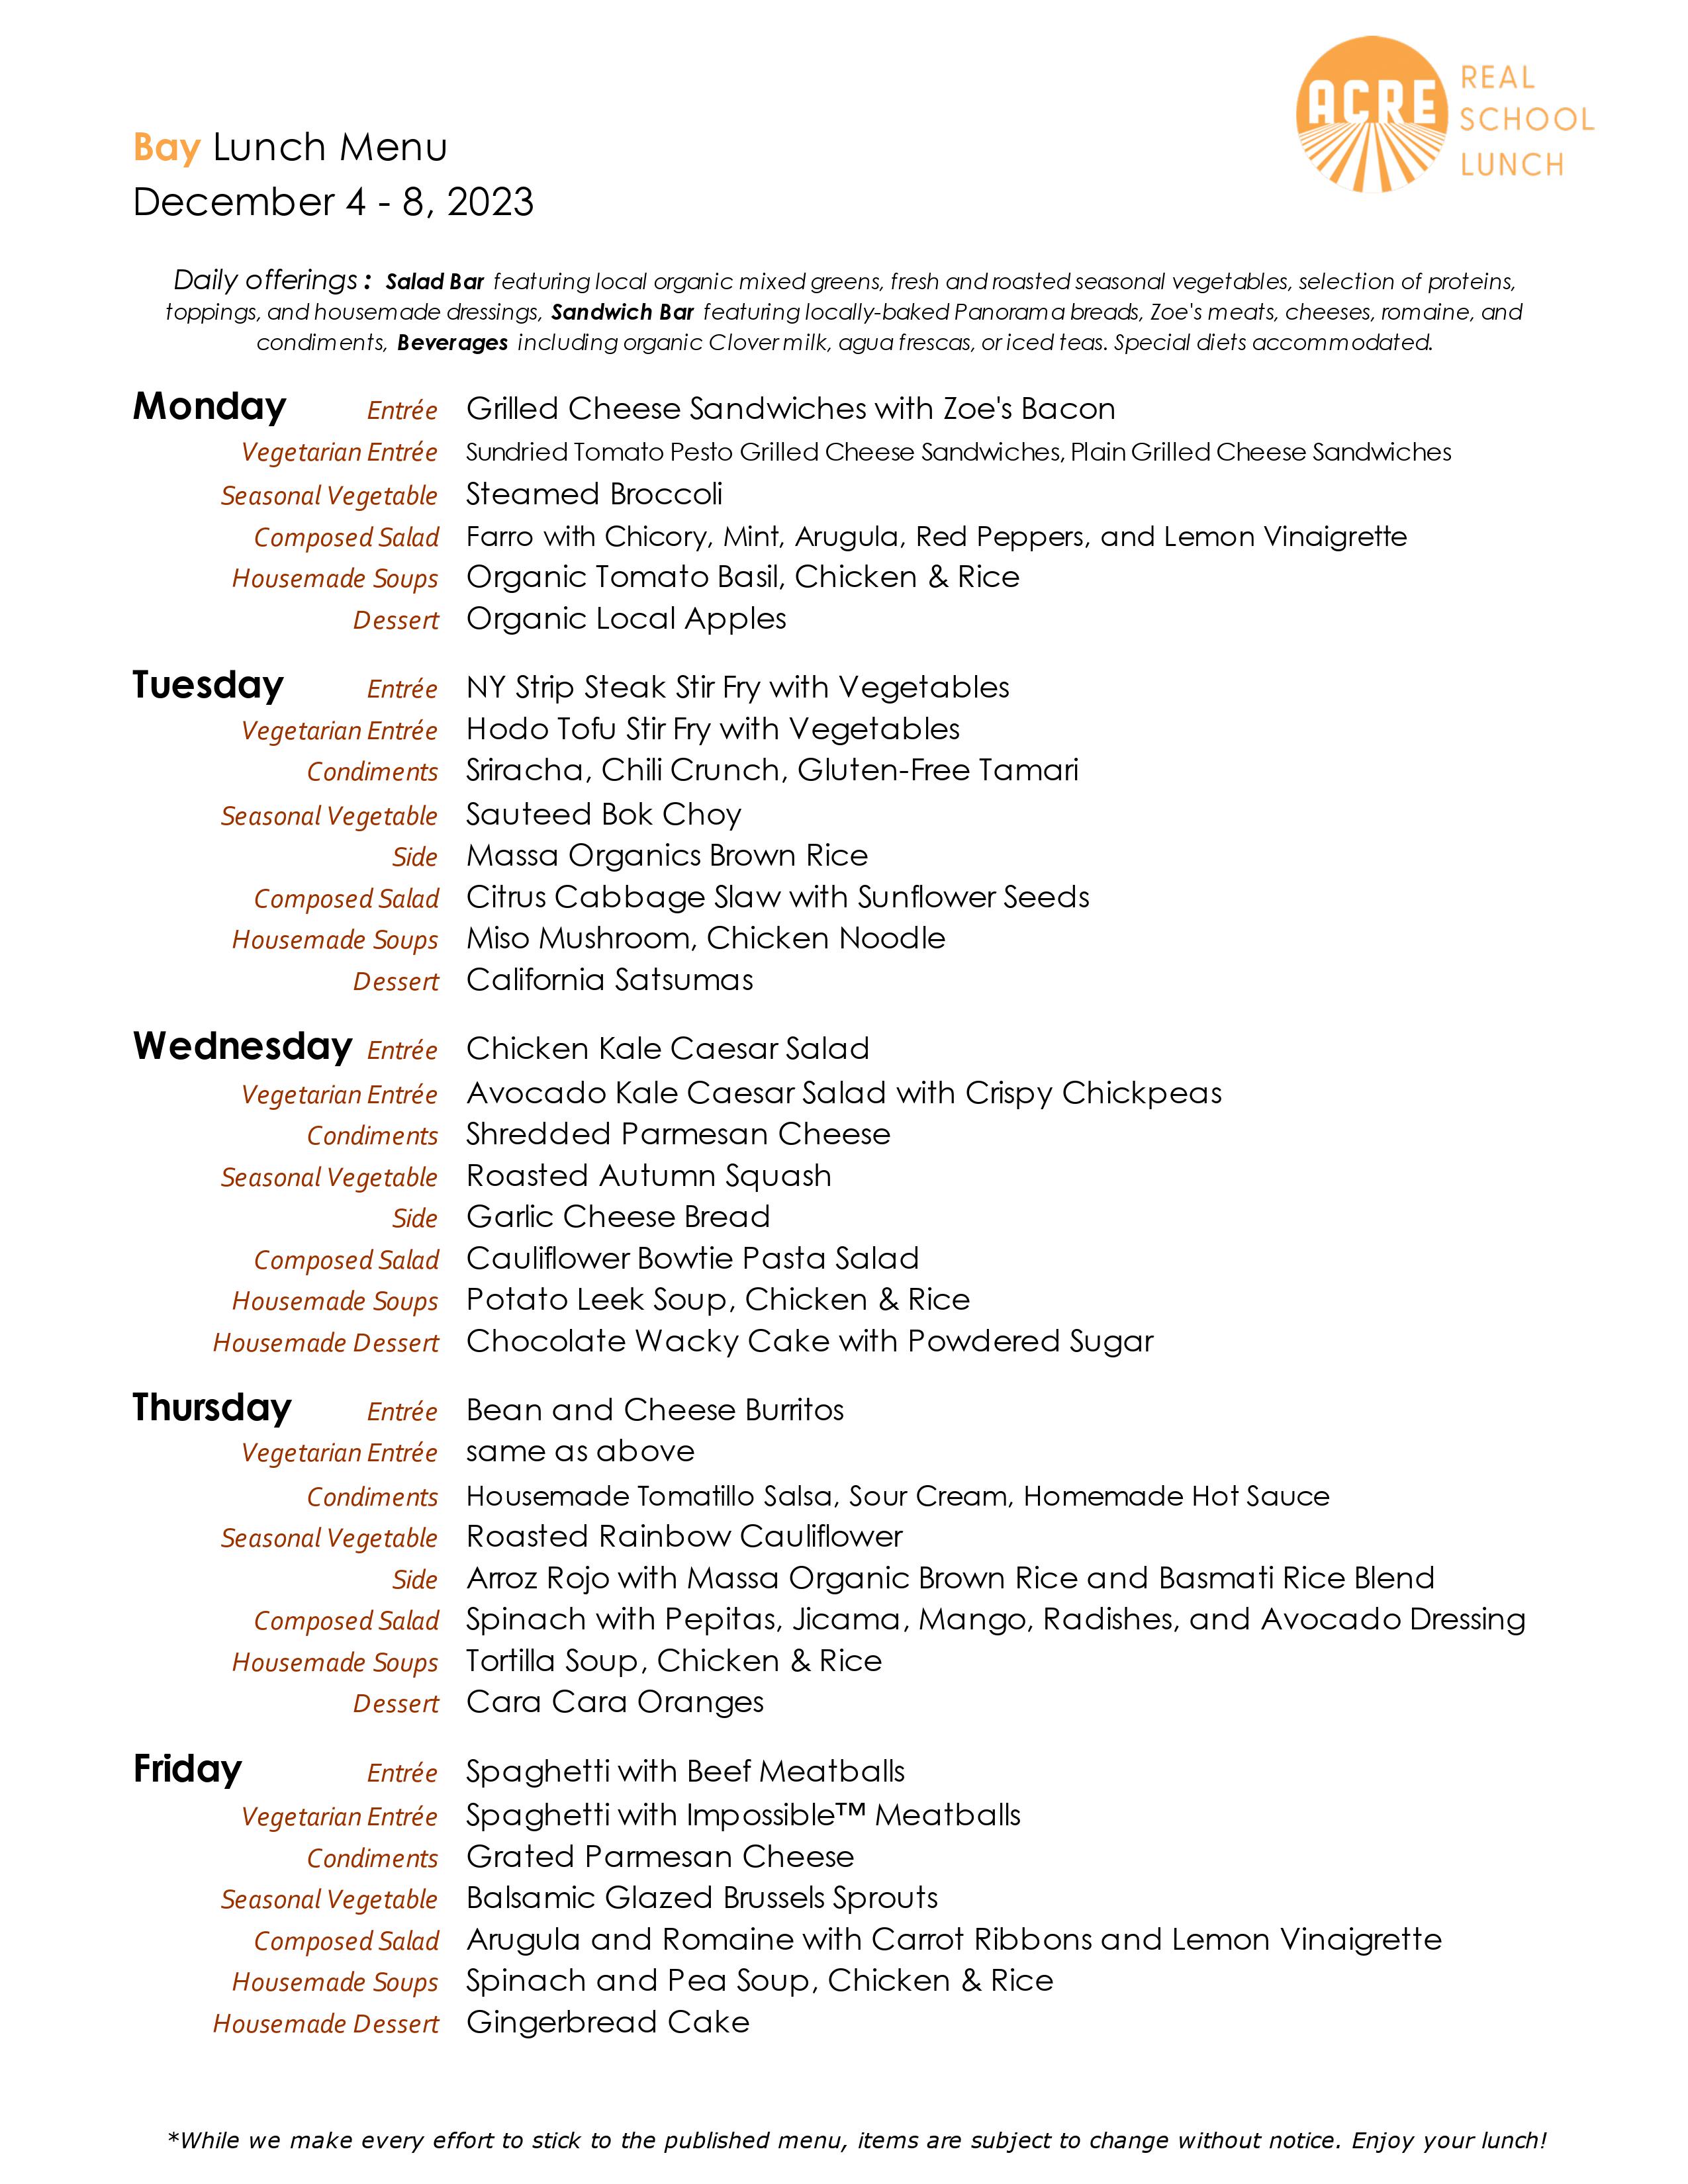 ACRE
REAL
SCHOOL
LUNCH
Bay Lunch Menu
December 4 - 8, 2023
Daily offerings : Salad Bar featuring local organic mixed greens, fresh and roasted seasonal vegetables, selection of proteins,
toppings, and housemade dressings, Sandwich Bar featuring locally-baked Panorama breads, Zoe's meats, cheeses, romaine, and
condiments, Beverages including organic Clover milk, agua frescas, or iced teas. Special diets accommodated.
Monday Entrée Grilled Cheese Sandwiches with Zoe's Bacon
Vegetarian Entrée Sundried Tomato Pesto Grilled Cheese Sandwiches, Plain Grilled Cheese Sandwiches
Seasonal Vegetable Steamed Broccoli
Composed Salad Farro with Chicory, Mint, Arugula, Red Peppers, and Lemon Vinaigrette
Housemade Soups Organic Tomato Basil, Chicken & Rice
Dessert Organic Local Apples
Tuesday Entrée NY Strip Steak Stir Fry with Vegetables
Vegetarian Entrée Hodo Tofu Stir Fry with Vegetables
Condiments Sriracha, Chili Crunch, Gluten-Free Tamari
Seasonal Vegetable Sauteed Bok Choy
Side Massa Organics Brown Rice
Composed Salad Citrus Cabbage Slaw with Sunflower Seeds
Housemade Soups Miso Mushroom, Chicken Noodle
Dessert California Satsumas
Wednesday Entrée Chicken Kale Caesar Salad
Vegetarian Entrée Avocado Kale Caesar Salad with Crispy Chickpeas
Condiments Shredded Parmesan Cheese
Seasonal Vegetable Roasted Autumn Squash
Side Garlic Cheese Bread
Composed Salad Cauliflower Bowtie Pasta Salad
Housemade Soups Potato Leek Soup, Chicken & Rice
Housemade Dessert Chocolate Wacky Cake with Powdered Sugar
Thursday Entrée Bean and Cheese Burritos
Vegetarian Entrée same as above
Condiments Housemade Tomatillo Salsa, Sour Cream, Homemade Hot Sauce
Seasonal Vegetable Roasted Rainbow Cauliflower
Side Arroz Rojo with Massa Organic Brown Rice and Basmati Rice Blend
Composed Salad Spinach with Pepitas, Jicama, Mango, Radishes, and Avocado Dressing
Housemade Soups Tortilla Soup, Chicken & Rice
Dessert Cara Cara Oranges
Friday Entrée Spaghetti with Beef Meatballs
Vegetarian Entrée Spaghetti with Impossible™ Meatballs
Condiments Grated Parmesan Cheese
Seasonal Vegetable Balsamic Glazed Brussels Sprouts
Composed Salad Arugula and Romaine with Carrot Ribbons and Lemon Vinaigrette
Housemade Soups Spinach and Pea Soup, Chicken & Rice
Housemade Dessert Gingerbread Cake
*While we make every effort to stick to the published menu, items are subject to change without notice. Enjoy your lunch!